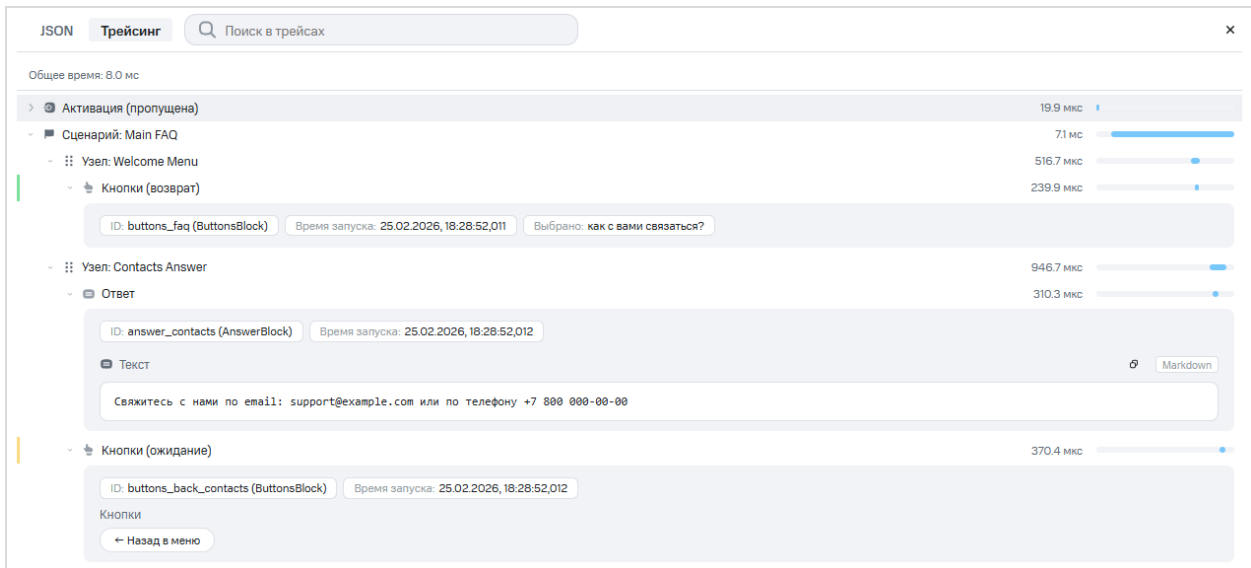 JSON Трейсинг Поиск в трейсах
Общее время: 8.0 мс
Активация (пропущена) 19.9 мкс
Сценарий: Main FAQ 7.1 мс
Узел: Welcome Menu 516.7 мкс
Кнопки (возврат) 239.9 мкс
ID: buttons_faq (ButtonsBlock) Время запуска: 25.02.2026, 18:28:52,011 Выбрано: как с вами связаться?
Узел: Contacts Answer 946.7 мкс
Ответ 310.3 мкс
ID: answer_contacts (AnswerBlock) Время запуска: 25.02.2026, 18:28:52,012
Текст Markdown
Свяжитесь с нами по email: support@example.com или по телефону +7 800 000-00-00
Кнопки (ожидание) 370.4 мкс
ID: buttons_back_contacts (ButtonsBlock) Время запуска: 25.02.2026, 18:28:52,012
Кнопки
← Назад в меню